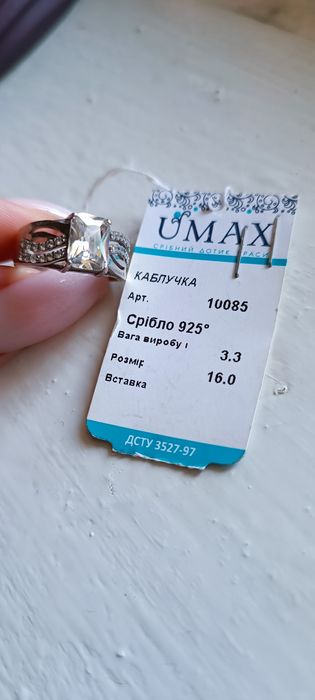 UMAX
СРІБНИЙ ДОТИК КРАСИ
КАБЛУЧКА
Арт. 10085
Срібло 925°
Вага виробу г 3.3
Розмір 16.0
Вставка
ДСТУ 3527-97